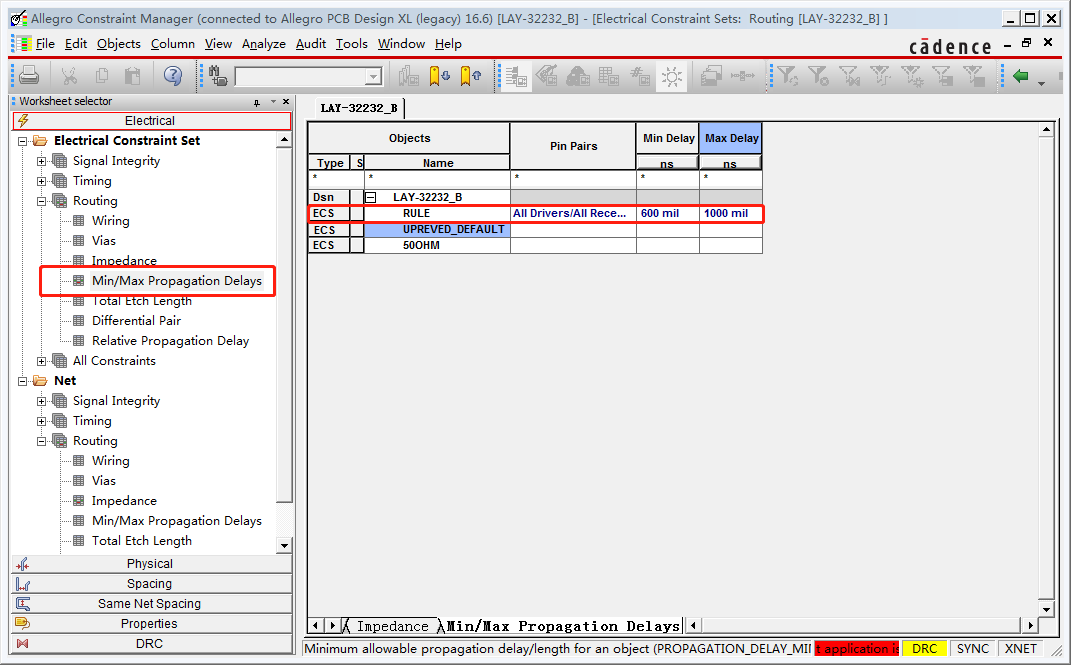 Allegro Constraint Manager (connected to Allegro PCB Design XL (legacy) 16.6) [LAY-32232_B] - [Electrical Constraint Sets: Routing [LAY-32232_B] ]
File Edit Objects Column View Analyze Audit Tools Window Help
cādence
Worksheet selector
Electrical
Electrical Constraint Set
Signal Integrity
Timing
Routing
Wiring
Vias
Impedance
Min/Max Propagation Delays
Total Etch Length
Differential Pair
Relative Propagation Delay
All Constraints
Net
Signal Integrity
Timing
Routing
Wiring
Vias
Impedance
Min/Max Propagation Delays
Total Etch Length
Physical
Spacing
Same Net Spacing
Properties
DRC
LAY-32232_B
Objects Pin Pairs Min Delay Max Delay
Type S Name ns ns
* * * * *
Dsn LAY-32232_B
ECS RULE All Drivers/All Rece... 600 mil 1000 mil
ECS UPREVED_DEFAULT
ECS 50OHM
Impedance Min/Max Propagation Delays
Minimum allowable propagation delay/length for an object (PROPAGATION_DELAY_MI t application is DRC SYNC XNET